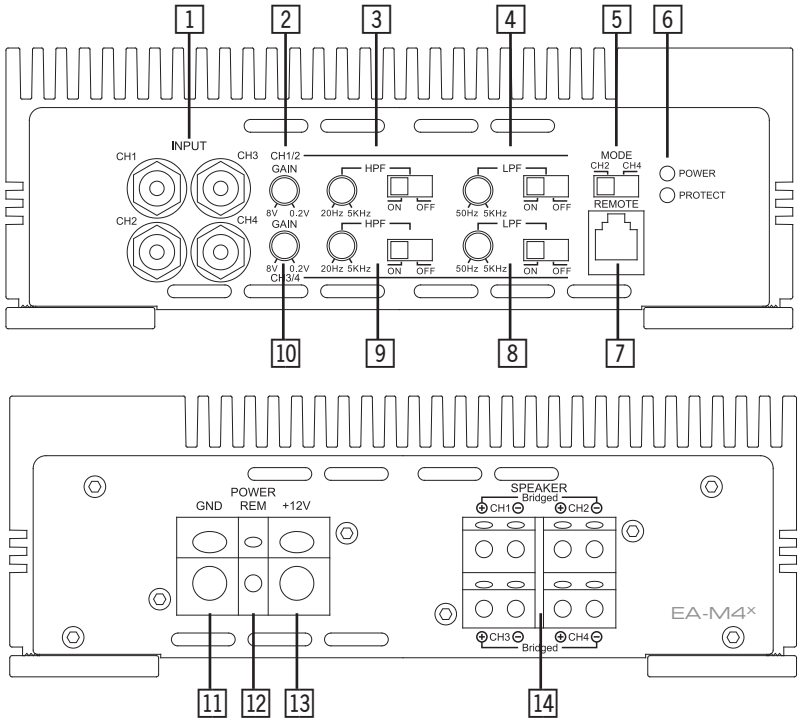 1 2 3 4 5 6
INPUT
CH1 CH3
CH2 CH4
CH1/2
GAIN
8V 0.2V
GAIN
8V 0.2V
CH3/4
HPF
20Hz 5KHz ON OFF
HPF
20Hz 5KHz ON OFF
LPF
50Hz 5KHz ON OFF
LPF
50Hz 5KHz ON OFF
MODE
CH2 CH4
REMOTE
POWER
PROTECT
10 9 8 7
POWER
GND REM +12V
SPEAKER
Bridged
⊕ CH1 ⊖ ⊕ CH2 ⊖
⊕ CH3 ⊖ ⊕ CH4 ⊖
Bridged
EA-M4x
11 12 13 14